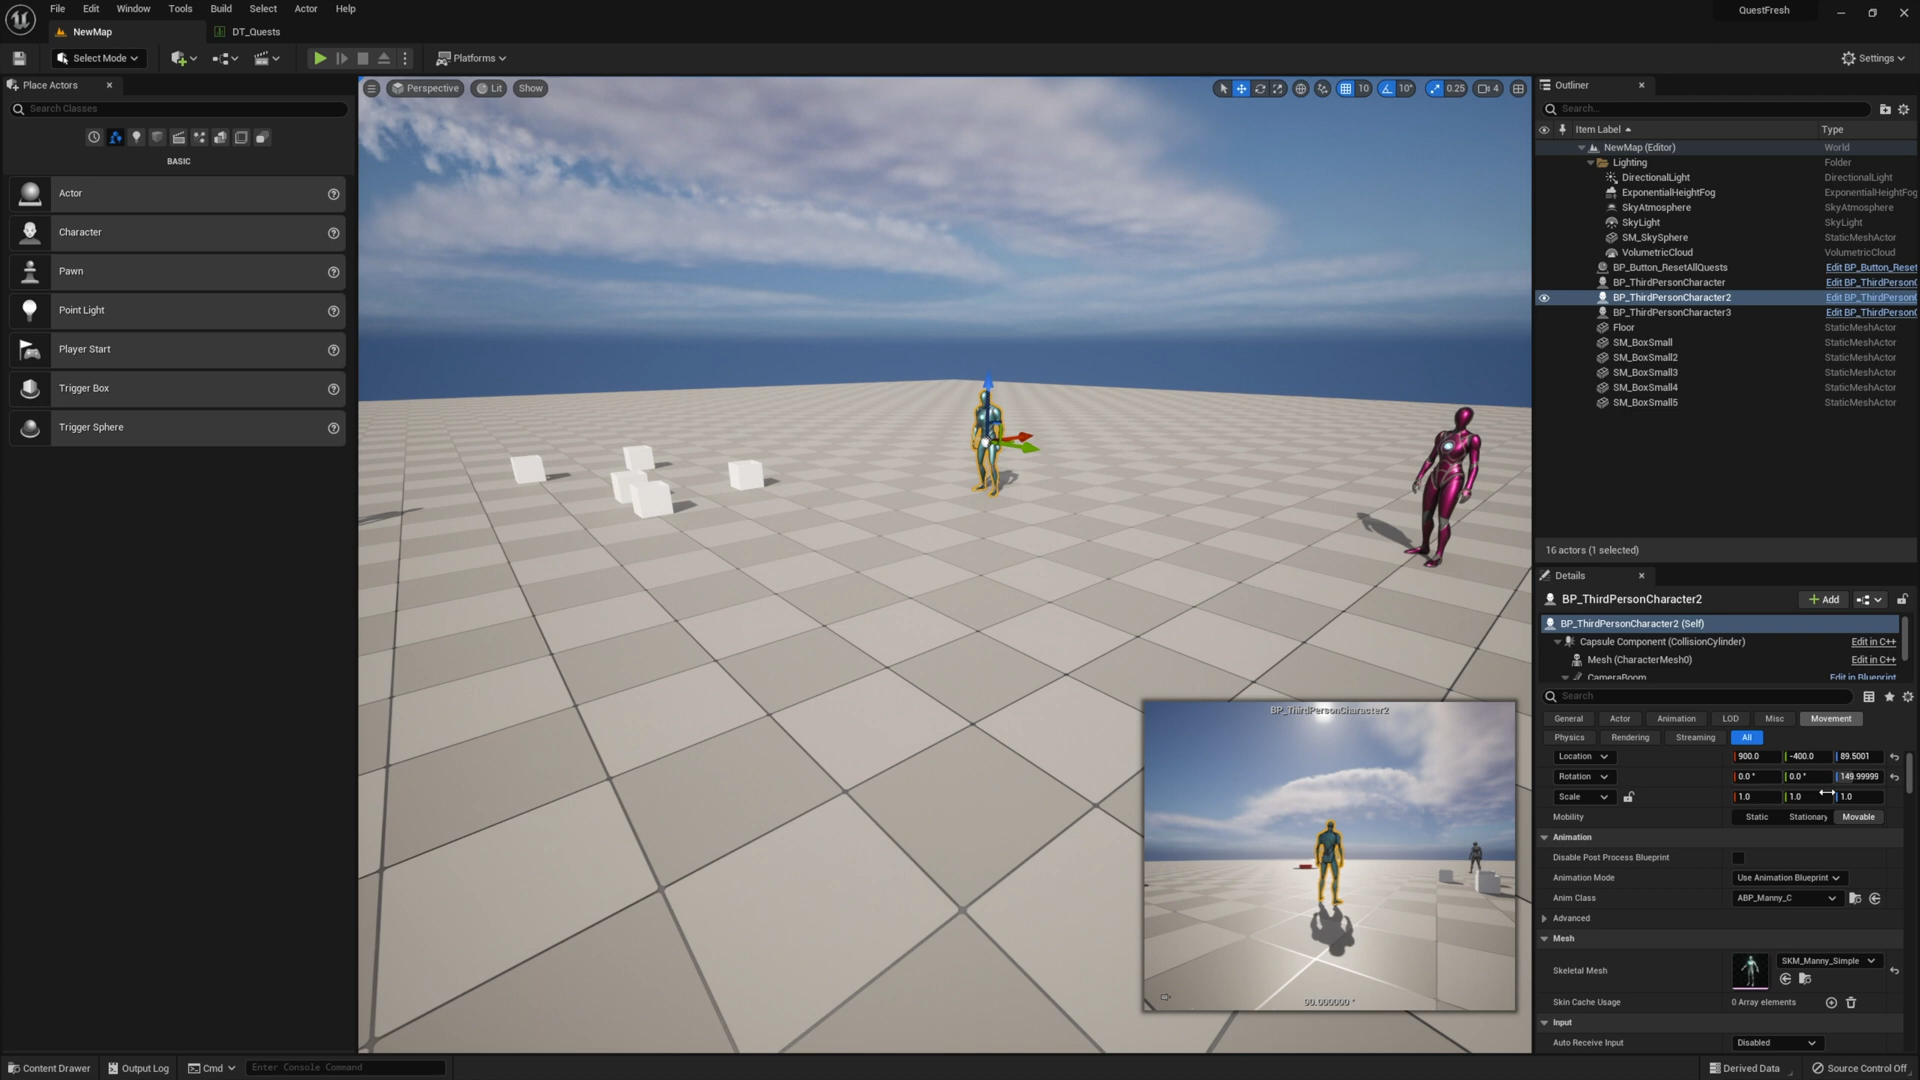 File Edit Window Tools Build Select Actor Help
QuestFresh
NewMap
DT_Quests
Select Mode
Platforms
Settings
Place Actors
Search Classes
BASIC
Actor
Character
Pawn
Point Light
Player Start
Trigger Box
Trigger Sphere
Perspective
Lit
Show
10
10°
0.25
4
BP_ThirdPersonCharacter2
90.000000 °
Outliner
Search...
Item Label Type
NewMap (Editor) World
Lighting Folder
DirectionalLight DirectionalLight
ExponentialHeightFog ExponentialHeightFog
SkyAtmosphere SkyAtmosphere
SkyLight SkyLight
SM_SkySphere StaticMeshActor
VolumetricCloud VolumetricCloud
BP_Button_ResetAllQuests Edit BP_Button_Reset
BP_ThirdPersonCharacter Edit BP_ThirdPersonC
BP_ThirdPersonCharacter2 Edit BP_ThirdPersonC
BP_ThirdPersonCharacter3 Edit BP_ThirdPersonC
Floor StaticMeshActor
SM_BoxSmall StaticMeshActor
SM_BoxSmall2 StaticMeshActor
SM_BoxSmall3 StaticMeshActor
SM_BoxSmall4 StaticMeshActor
SM_BoxSmall5 StaticMeshActor
16 actors (1 selected)
Details
BP_ThirdPersonCharacter2
Add
BP_ThirdPersonCharacter2 (Self)
Capsule Component (CollisionCylinder) Edit in C++
Mesh (CharacterMesh0) Edit in C++
CameraBoom Edit in Blueprint
Search
General Actor Animation LOD Misc Movement
Physics Rendering Streaming All
Location 900.0 -400.0 89.5001
Rotation 0.0 ° 0.0 ° 149.99999
Scale 1.0 1.0 1.0
Mobility Static Stationary Movable
Animation
Disable Post Process Blueprint
Animation Mode Use Animation Blueprint
Anim Class ABP_Manny_C
Advanced
Mesh
Skeletal Mesh SKM_Manny_Simple
Skin Cache Usage 0 Array elements
Input
Auto Receive Input Disabled
Content Drawer
Output Log
Cmd
Enter Console Command
Derived Data
Source Control Off